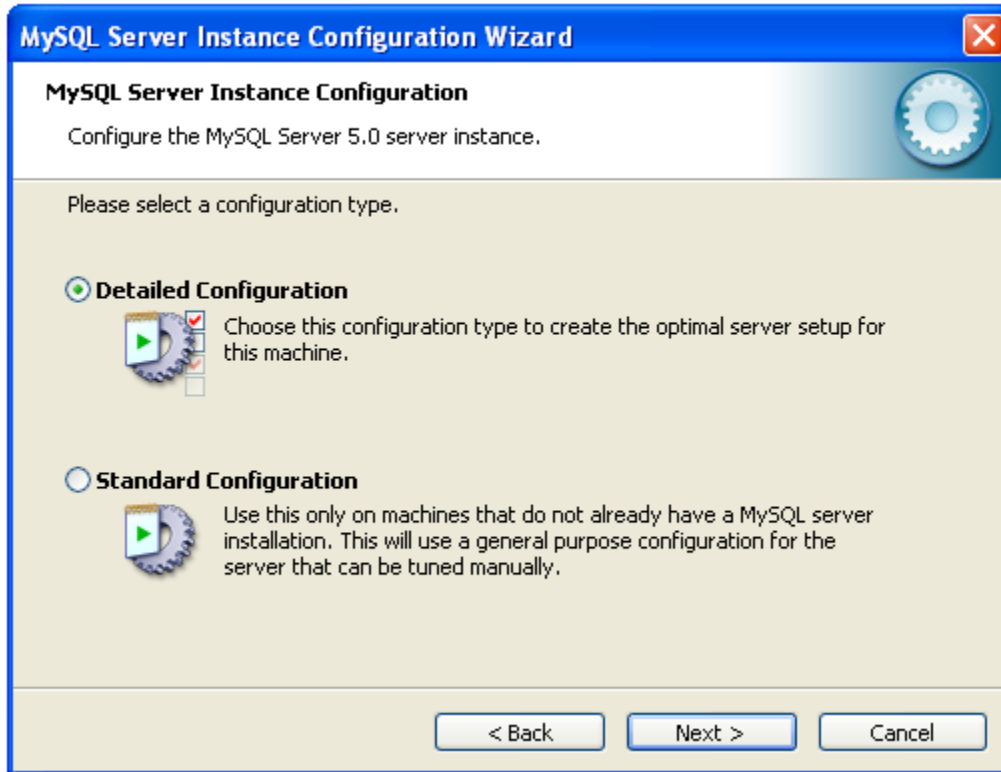 MySQL Server Instance Configuration Wizard
MySQL Server Instance Configuration
Configure the MySQL Server 5.0 server instance.
Please select a configuration type.
Detailed Configuration
Choose this configuration type to create the optimal server setup for
this machine.
Standard Configuration
Use this only on machines that do not already have a MySQL server
installation. This will use a general purpose configuration for the
server that can be tuned manually.
< Back
Next >
Cancel